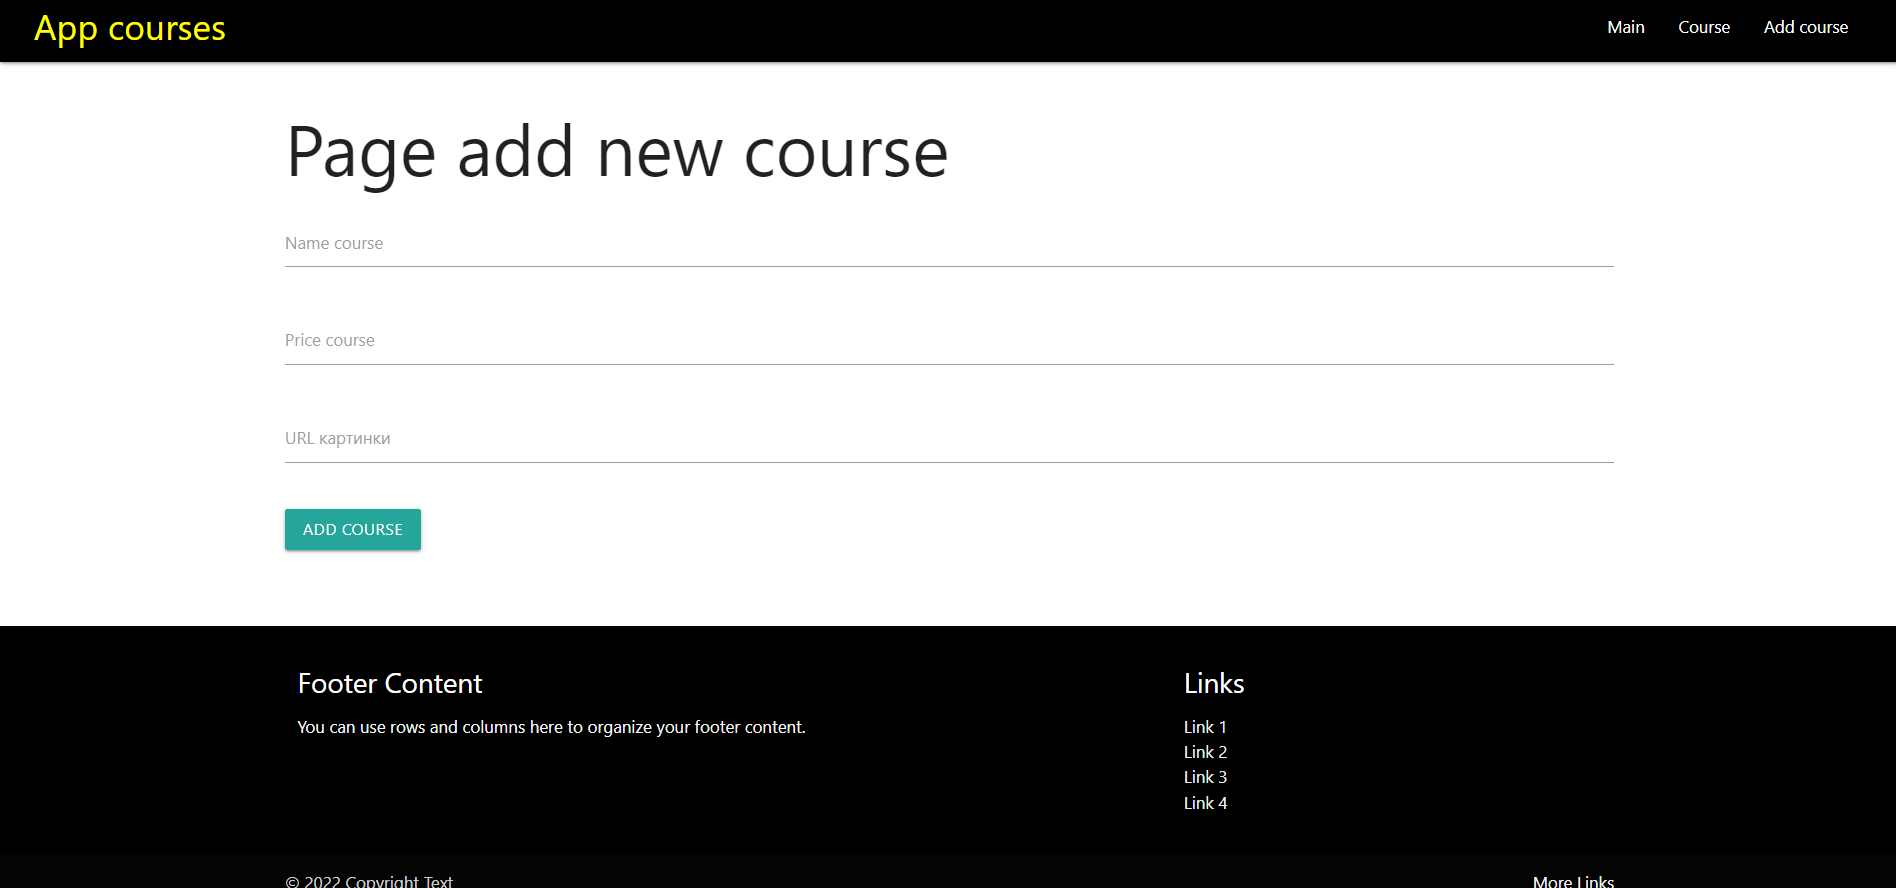 App courses
Main Course Add course
Page add new course
Name course
Price course
URL картинки
ADD COURSE
Footer Content
You can use rows and columns here to organize your footer content.
Links
Link 1
Link 2
Link 3
Link 4
© 2022 Copyright Text
More Links